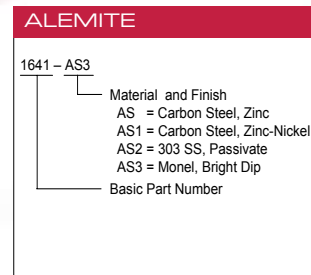 ALEMITE
1641 – AS3
Material and Finish
AS = Carbon Steel, Zinc
AS1 = Carbon Steel, Zinc-Nickel
AS2 = 303 SS, Passivate
AS3 = Monel, Bright Dip
Basic Part Number